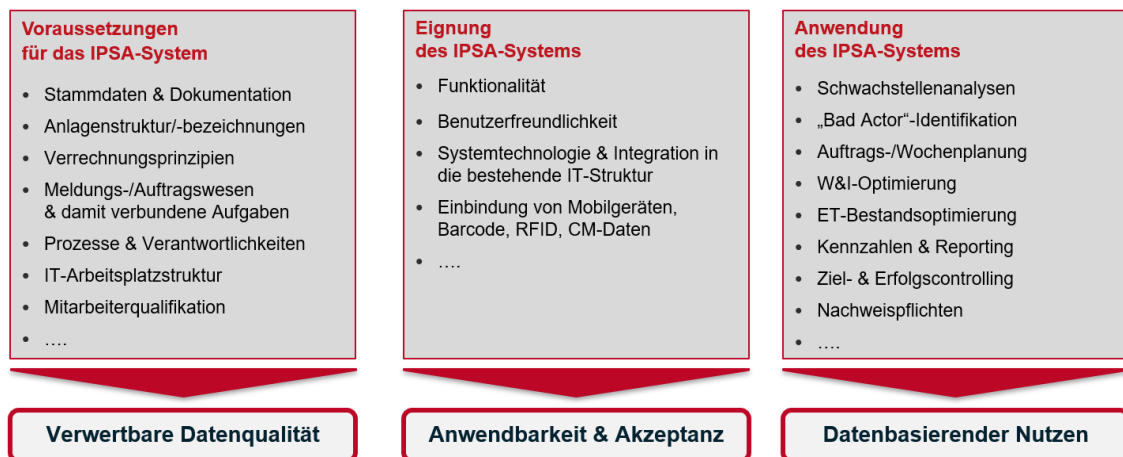 Voraussetzungen
für das IPSA-System
• Stammdaten & Dokumentation
• Anlagenstruktur/-bezeichnungen
• Verrechnungsprinzipien
• Meldungs-/Auftragswesen
& damit verbundene Aufgaben
• Prozesse & Verantwortlichkeiten
• IT-Arbeitsplatzstruktur
• Mitarbeiterqualifikation
• ….
Verwertbare Datenqualität
Eignung
des IPSA-Systems
• Funktionalität
• Benutzerfreundlichkeit
• Systemtechnologie & Integration in
die bestehende IT-Struktur
• Einbindung von Mobilgeräten,
Barcode, RFID, CM-Daten
• ….
Anwendbarkeit & Akzeptanz
Anwendung
des IPSA-Systems
• Schwachstellenanalysen
• „Bad Actor“-Identifikation
• Auftrags-/Wochenplanung
• W&I-Optimierung
• ET-Bestandsoptimierung
• Kennzahlen & Reporting
• Ziel- & Erfolgscontrolling
• Nachweispflichten
• ….
Datenbasierender Nutzen